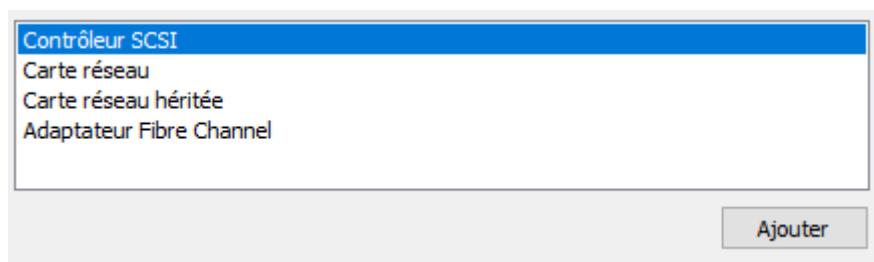 Contrôleur SCSI
Carte réseau
Carte réseau héritée
Adaptateur Fibre Channel
Ajouter